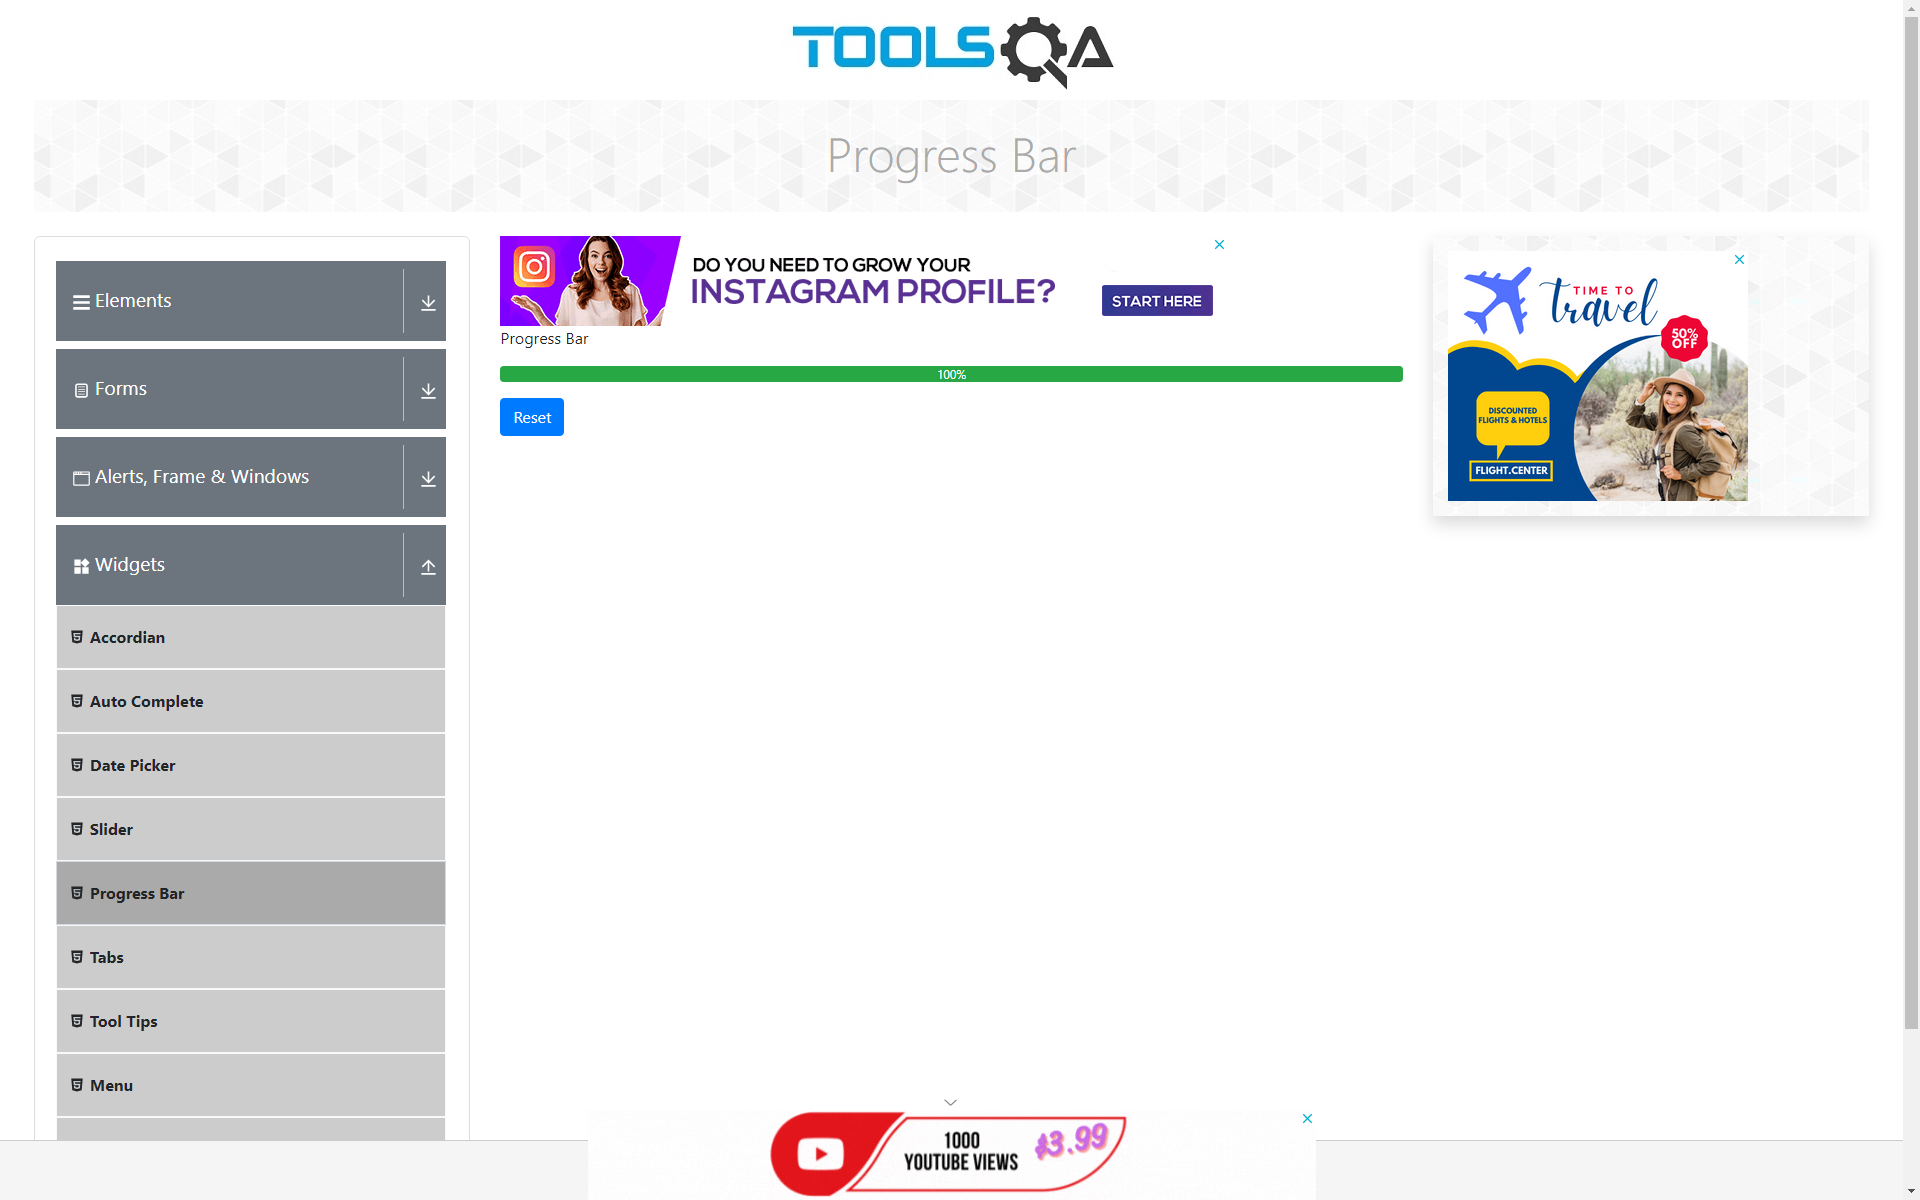 TOOLSQA
Progress Bar
Elements
Forms
Alerts, Frame & Windows
Widgets
Accordian
Auto Complete
Date Picker
Slider
Progress Bar
Tabs
Tool Tips
Menu
DO YOU NEED TO GROW YOUR
INSTAGRAM PROFILE?
START HERE
Progress Bar
100%
Reset
TIME TO
travel
50%
OFF
DISCOUNTED
FLIGHTS & HOTELS
FLIGHT.CENTER
1000
YOUTUBE VIEWS
$3.99